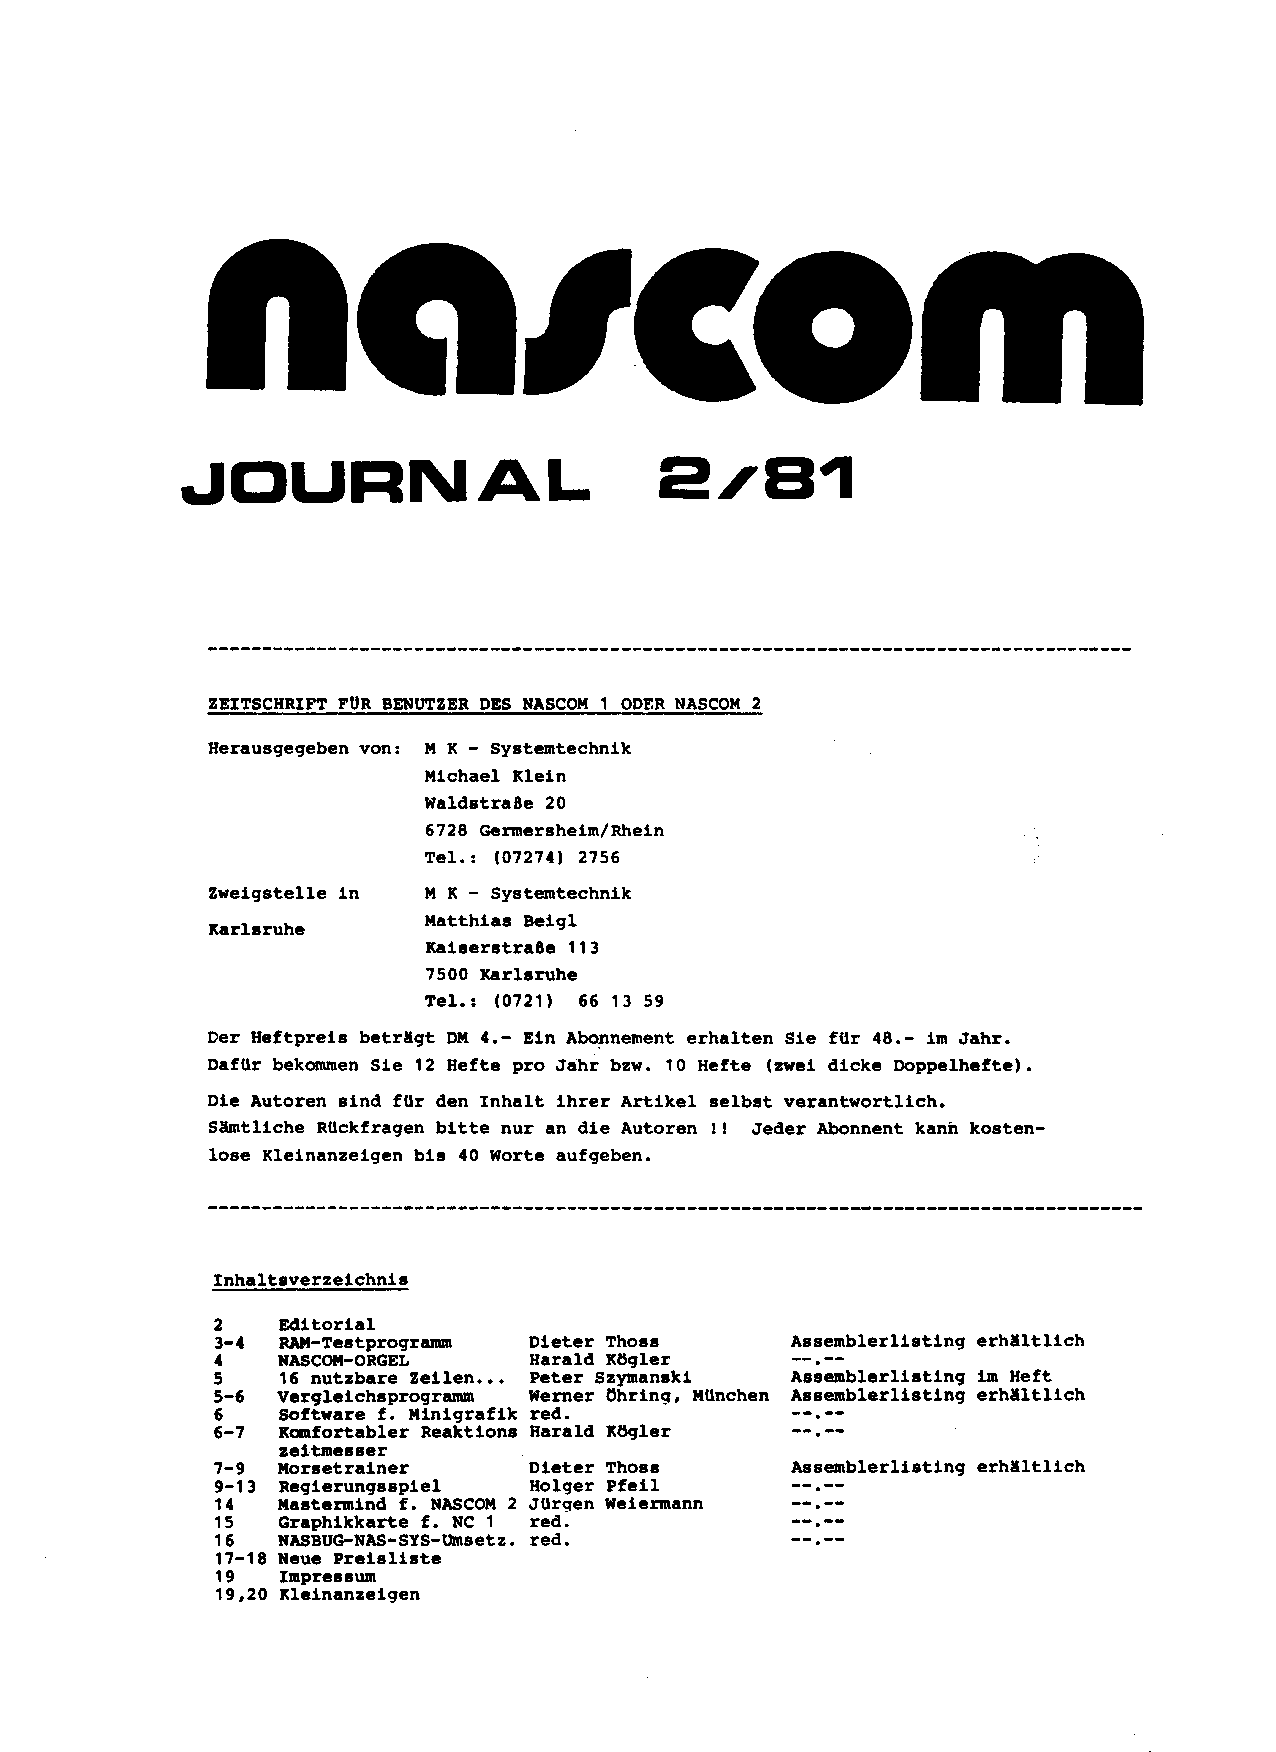 nascom
JOURNAL 2/81
ZEITSCHRIFT FÜR BENUTZER DES NASCOM 1 ODER NASCOM 2
Herausgegeben von: M K - Systemtechnik
Michael Klein
Waldstraße 20
6728 Germersheim/Rhein
Tel.: (07274) 2756
Zweigstelle in M K - Systemtechnik
Karlsruhe Matthias Beigl
Kaiserstraße 113
7500 Karlsruhe
Tel.: (0721) 66 13 59
Der Heftpreis beträgt DM 4.- Ein Abonnement erhalten Sie für 48.- im Jahr.
Dafür bekommen Sie 12 Hefte pro Jahr bzw. 10 Hefte (zwei dicke Doppelhefte).
Die Autoren sind für den Inhalt ihrer Artikel selbst verantwortlich.
Sämtliche Rückfragen bitte nur an die Autoren !! Jeder Abonnent kann kosten-
lose Kleinanzeigen bis 40 Worte aufgeben.
Inhaltsverzeichnis
2 Editorial
3-4 RAM-Testprogramm Dieter Thoss Assemblerlisting erhältlich
4 NASCOM-ORGEL Harald Kögler --.--
5 16 nutzbare Zeilen... Peter Szymanski Assemblerlisting im Heft
5-6 Vergleichsprogramm Werner Öhring, München Assemblerlisting erhältlich
6 Software f. Minigrafik red. --.--
6-7 Komfortabler Reaktions Harald Kögler --.--
zeitmesser
7-9 Morsetrainer Dieter Thoss Assemblerlisting erhältlich
9-13 Regierungsspiel Holger Pfeil --.--
14 Mastermind f. NASCOM 2 Jürgen Weiermann --.--
15 Graphikkarte f. NC 1 red. --.--
16 NASBUG-NAS-SYS-Umsetz. red. --.--
17-18 Neue Preisliste
19 Impressum
19,20 Kleinanzeigen